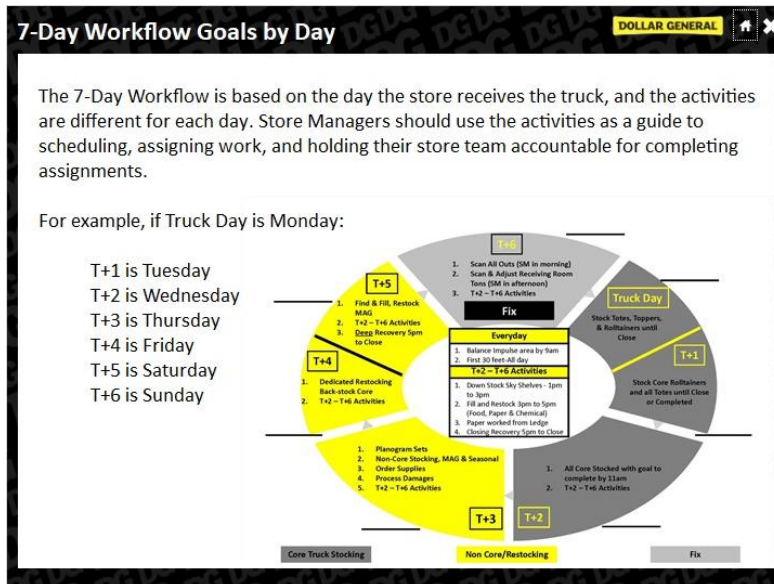 7-Day Workflow Goals by Day
DOLLAR GENERAL
The 7-Day Workflow is based on the day the store receives the truck, and the activities
are different for each day. Store Managers should use the activities as a guide to
scheduling, assigning work, and holding their store team accountable for completing
assignments.
For example, if Truck Day is Monday:
T+1 is Tuesday
T+2 is Wednesday
T+3 is Thursday
T+4 is Friday
T+5 is Saturday
T+6 is Sunday
T+6
1. Scan All Outs (SM in morning)
2. Scan & Adjust Receiving Room
Tons (SM in afternoon)
3. T+2 – T+6 Activities
Fix
Truck Day
Stock Totes, Toppers,
& Rolltainers until
Close
T+1
Stock Core Rolltainers
and all Totes until Close
or Completed
T+2
1. All Core Stocked with goal to
complete by 11am
2. T+2 – T+6 Activities
T+3
1. Planogram Sets
2. Non-Core Stocking, MAG & Seasonal
3. Order Supplies
4. Process Damages
5. T+2 – T+6 Activities
T+4
1. Dedicated Restocking
Back-stock Core
2. T+2 – T+6 Activities
T+5
1. Find & Fill, Restock
MAG
2. T+2 – T+6 Activities
3. Deep Recovery 5pm
to Close
Everyday
1. Balance Impulse area by 9am
2. First 30 feet-All day
T+2 – T+6 Activities
1. Down Stock Sky Shelves - 1pm
to 3pm
2. Fill and Restock 3pm to 5pm
(Food, Paper & Chemical)
3. Paper worked from Ledge
4. Closing Recovery 5pm to Close
Core Truck Stocking
Non Core/Restocking
Fix